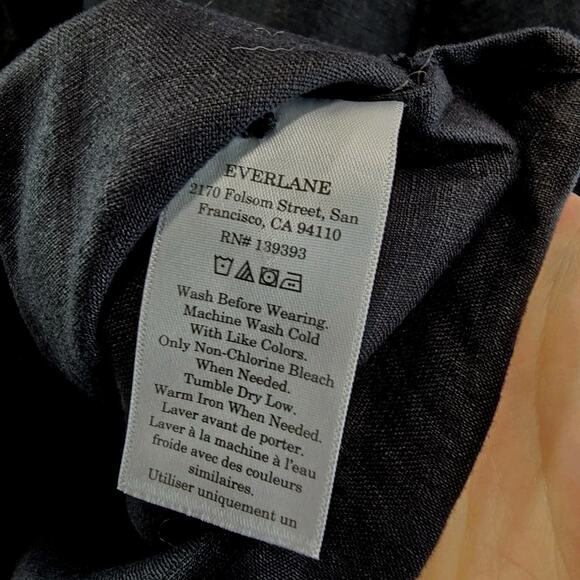 EVERLANE
2170 Folsom Street, San
Francisco, CA 94110
RN# 139393
Wash Before Wearing.
Machine Wash Cold
With Like Colors.
Only Non-Chlorine Bleach
When Needed.
Tumble Dry Low.
Warm Iron When Needed.
Laver avant de porter.
Laver à la machine à l'eau
froide avec des couleurs
similaires.
Utiliser uniquement un